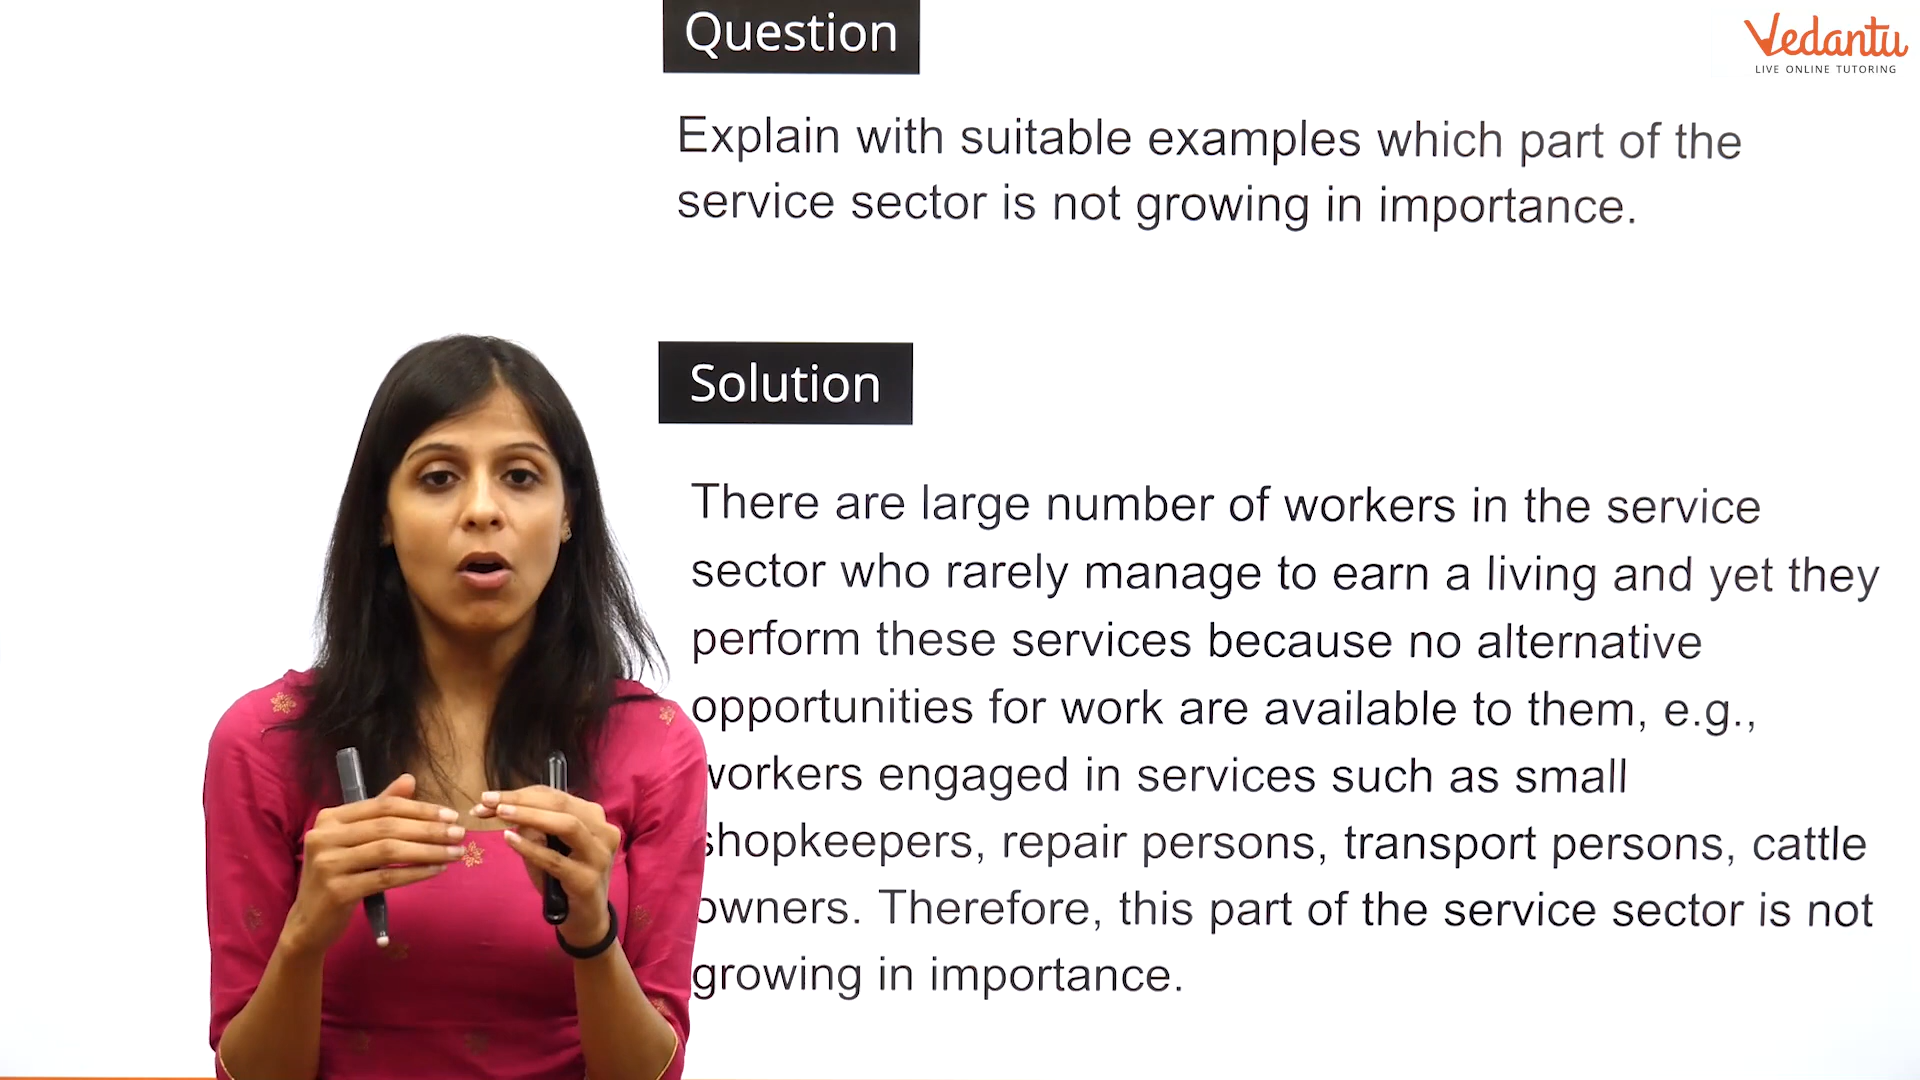 Question
Vedantu
LIVE ONLINE TUTORING
Explain with suitable examples which part of the
service sector is not growing in importance.
Solution
There are large number of workers in the service
sector who rarely manage to earn a living and yet they
perform these services because no alternative
opportunities for work are available to them, e.g.,
workers engaged in services such as small
shopkeepers, repair persons, transport persons, cattle
owners. Therefore, this part of the service sector is not
growing in importance.